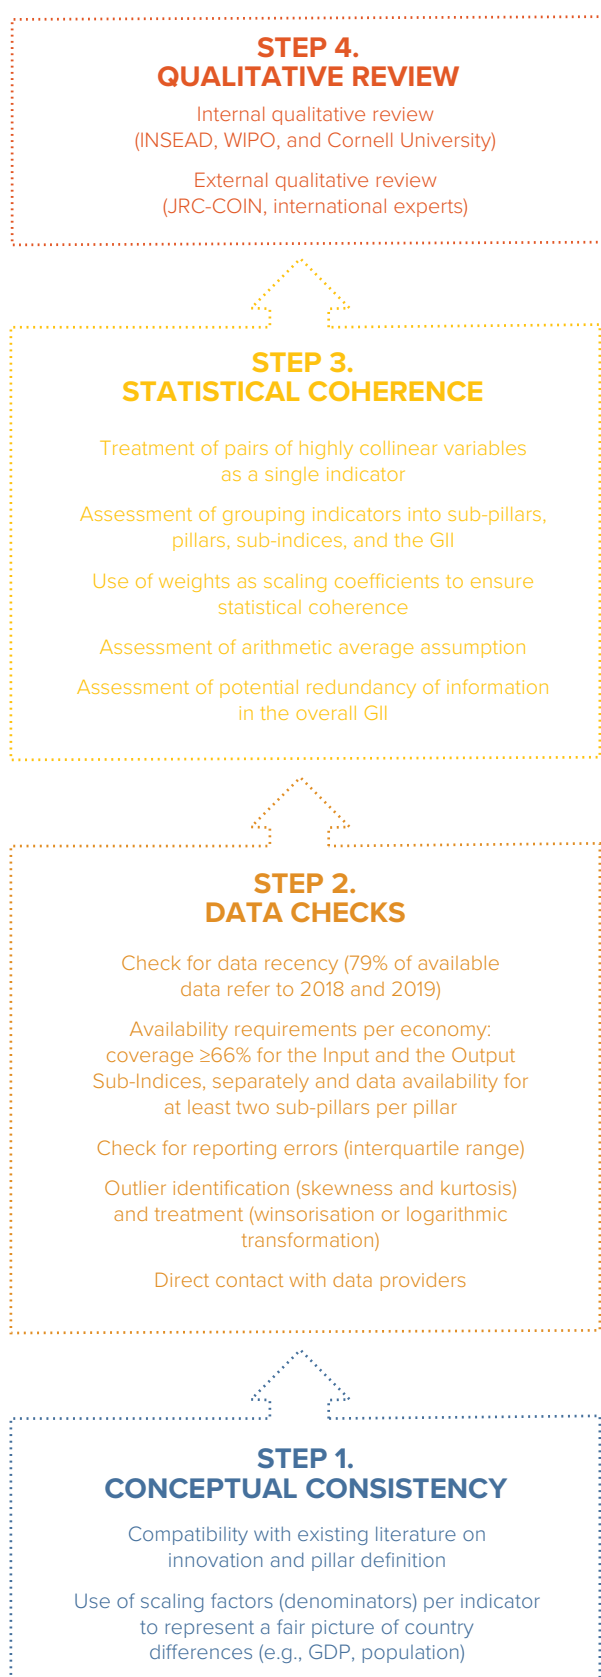 STEP 4.
QUALITATIVE REVIEW
Internal qualitative review
(INSEAD, WIPO, and Cornell University)
External qualitative review
(JRC-COIN, international experts)
STEP 3.
STATISTICAL COHERENCE
Treatment of pairs of highly collinear variables
as a single indicator
Assessment of grouping indicators into sub-pillars,
pillars, sub-indices, and the GII
Use of weights as scaling coefficients to ensure
statistical coherence
Assessment of arithmetic average assumption
Assessment of potential redundancy of information
in the overall GII
STEP 2.
DATA CHECKS
Check for data recency (79% of available
data refer to 2018 and 2019)
Availability requirements per economy:
coverage ≥66% for the Input and the Output
Sub-Indices, separately and data availability for
at least two sub-pillars per pillar
Check for reporting errors (interquartile range)
Outlier identification (skewness and kurtosis)
and treatment (winsorisation or logarithmic
transformation)
Direct contact with data providers
STEP 1.
CONCEPTUAL CONSISTENCY
Compatibility with existing literature on
innovation and pillar definition
Use of scaling factors (denominators) per indicator
to represent a fair picture of country
differences (e.g., GDP, population)